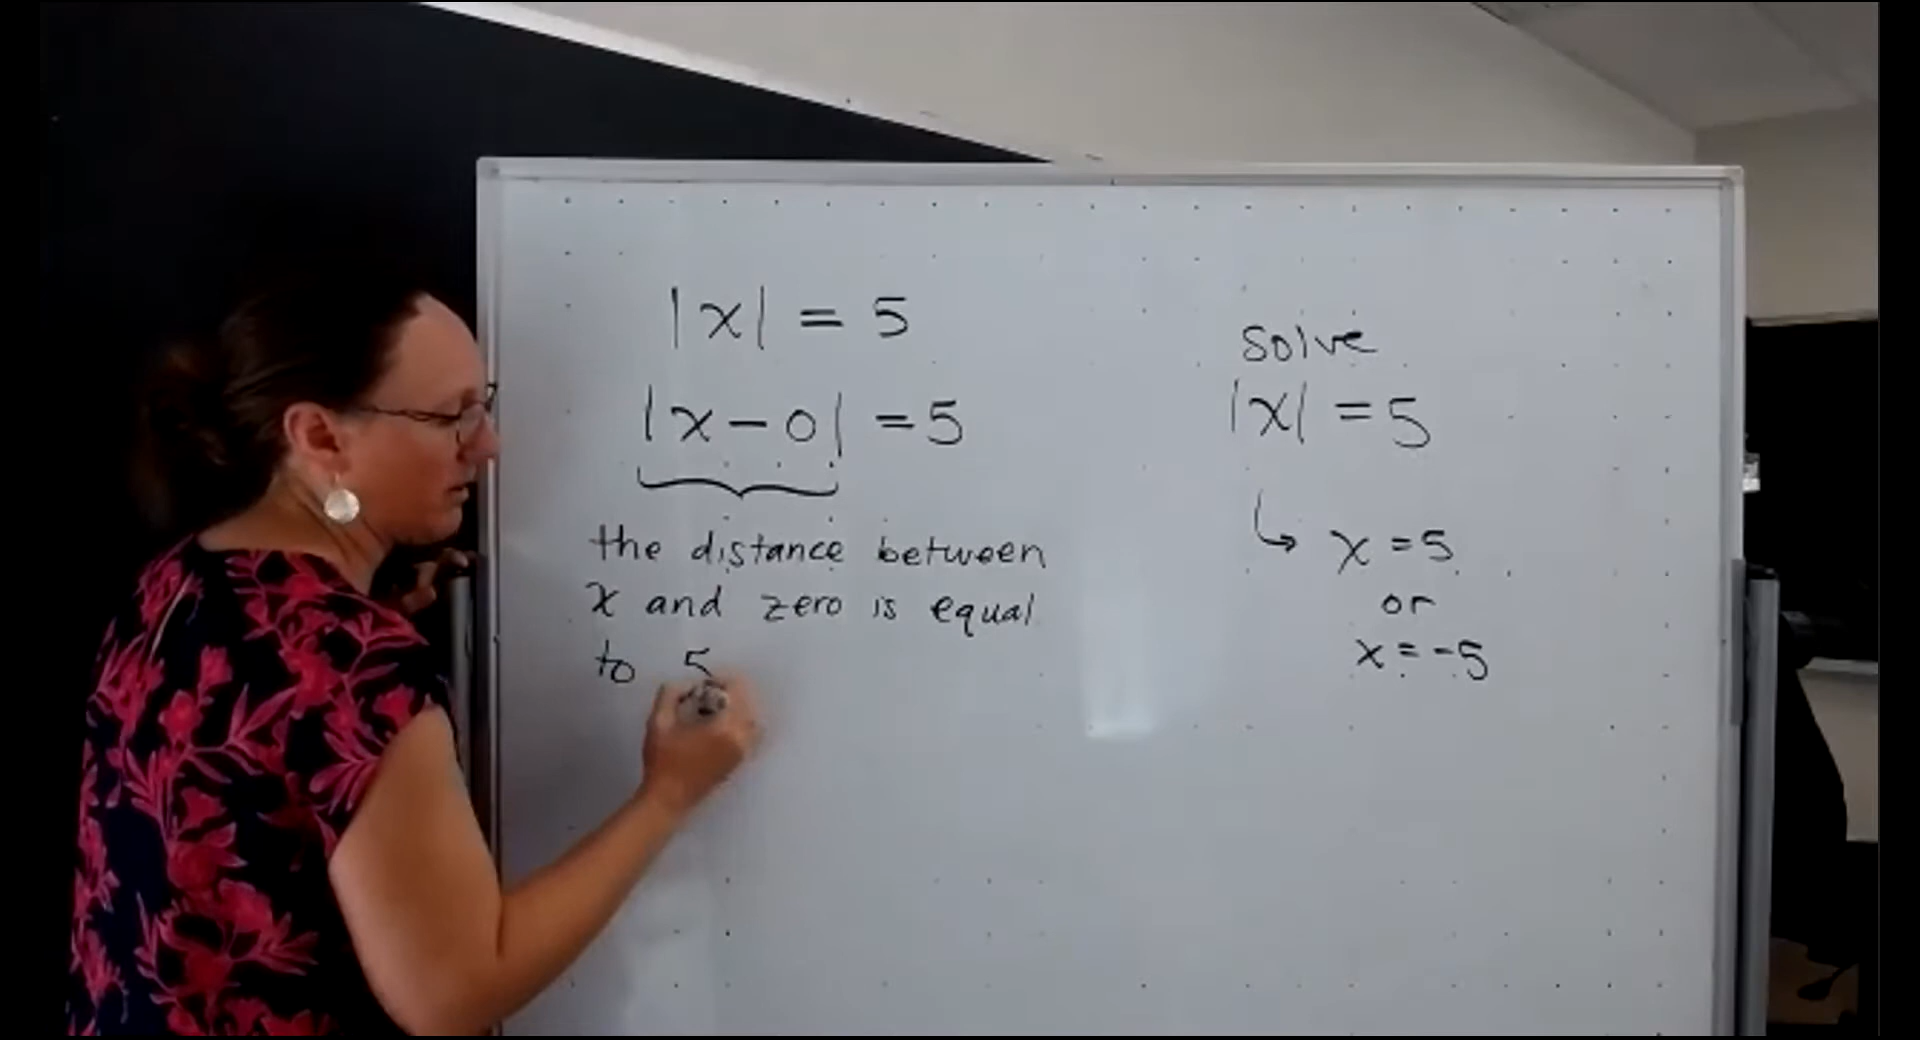 |x| = 5
|x - 0| = 5
the distance between
x and zero is equal
to 5
solve
|x| = 5
↳ x = 5
or
x = -5